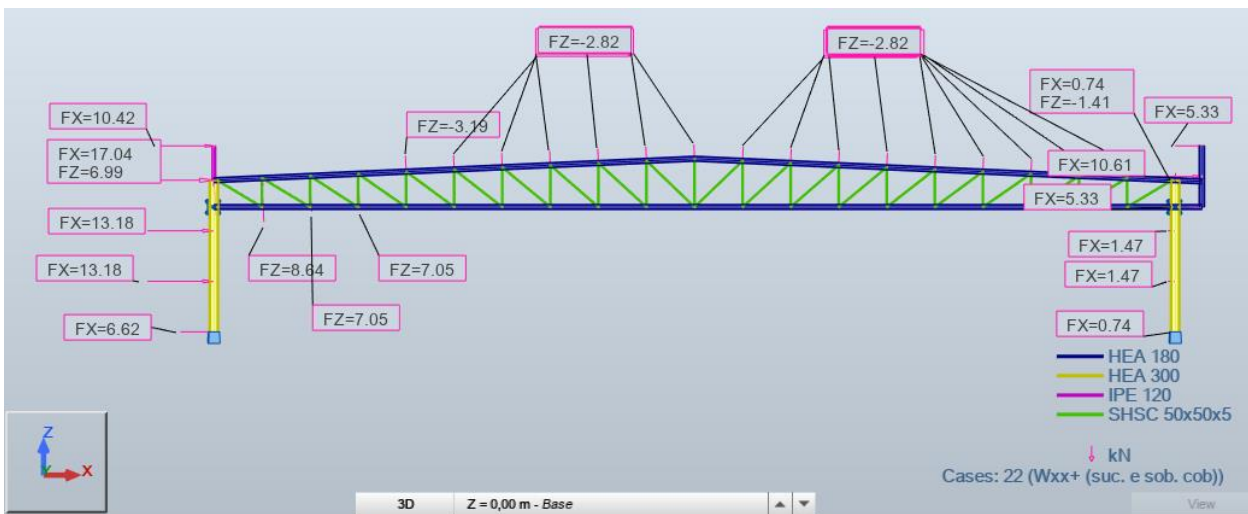 FZ=-2.82
FZ=-2.82
FX=0.74
FZ=-1.41
FX=5.33
FX=10.42
FZ=-3.19
FX=17.04
FZ=6.99
FX=10.61
FX=5.33
FX=13.18
FX=1.47
FX=13.18
FZ=8.64
FZ=7.05
FX=1.47
FZ=7.05
FX=6.62
FX=0.74
HEA 180
HEA 300
IPE 120
SHSC 50x50x5
kN
Cases: 22 (Wxx+ (suc. e sob. cob))
Z
Y
X
3D
Z = 0,00 m - Base
View